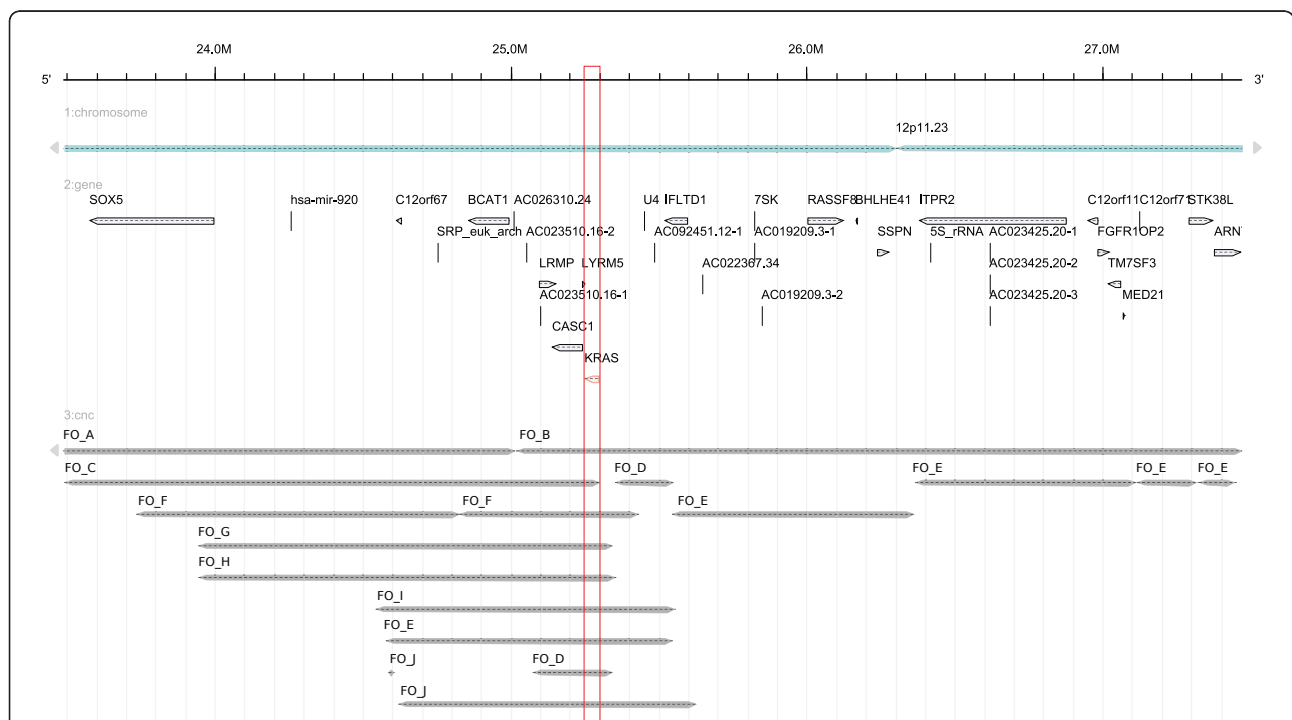 24.0M 25.0M 26.0M 27.0M
5' 3'
1:chromosome
12p11.23
2:gene
SOX5 hsa-mir-920 C12orf67 BCAT1 AC026310.24 U4 IFLTD1 7SK RASSF8 BHLHE41 ITPR2 C12orf11 C12orf71 STK38L
SRP_euk_arch AC023510.16-2 AC092451.12-1 AC019209.3-1 SSPN 5S_rRNA AC023425.20-1 FGFR1OP2 ARN
LRMP LYRM5 AC022367.34 AC023425.20-2 TM7SF3
AC023510.16-1 AC019209.3-2 AC023425.20-3 MED21
CASC1
KRAS
3:cnc
FO_A FO_B
FO_C FO_D FO_E FO_E FO_E
FO_F FO_F FO_E
FO_G
FO_H
FO_I
FO_E
FO_J FO_D
FO_J